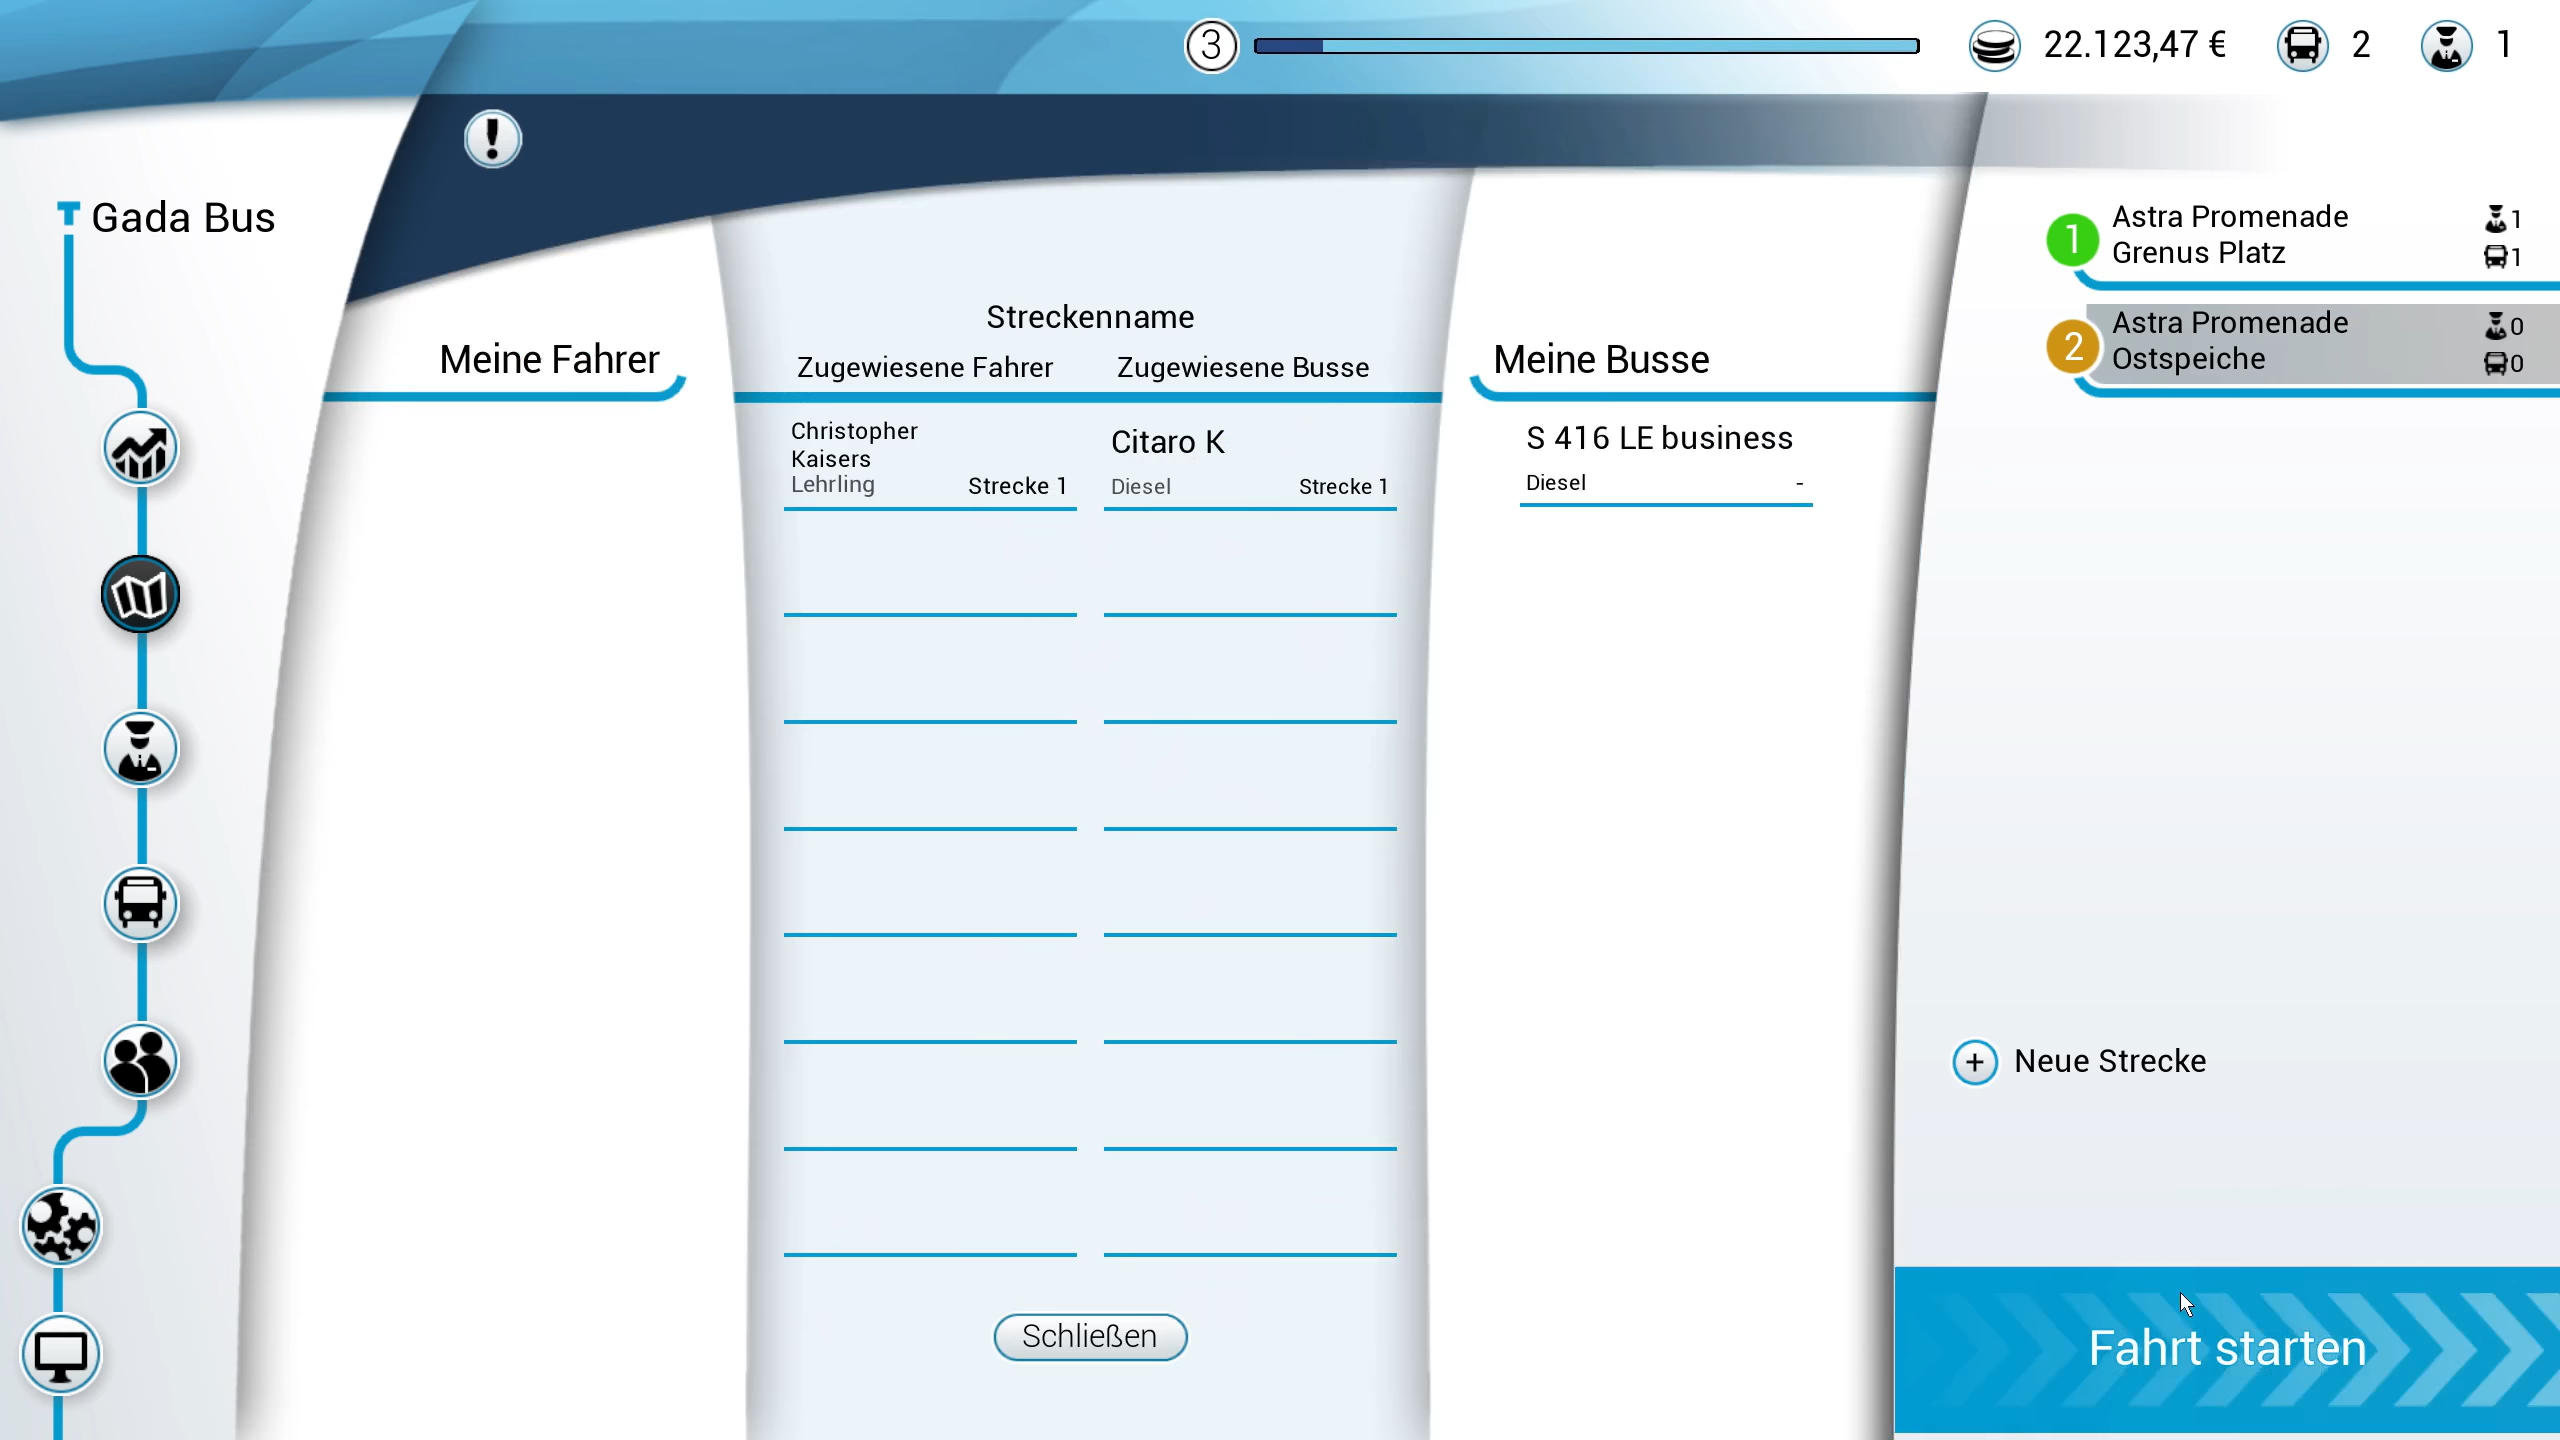 3
22.123,47 €
2
1
Gada Bus
Meine Fahrer
Streckenname
Zugewiesene Fahrer
Zugewiesene Busse
Christopher
Kaisers
Lehrling
Strecke 1
Citaro K
Diesel
Strecke 1
Schließen
Meine Busse
S 416 LE business
Diesel
-
1
Astra Promenade
Grenus Platz
1
1
2
Astra Promenade
Ostspeiche
0
0
Neue Strecke
Fahrt starten